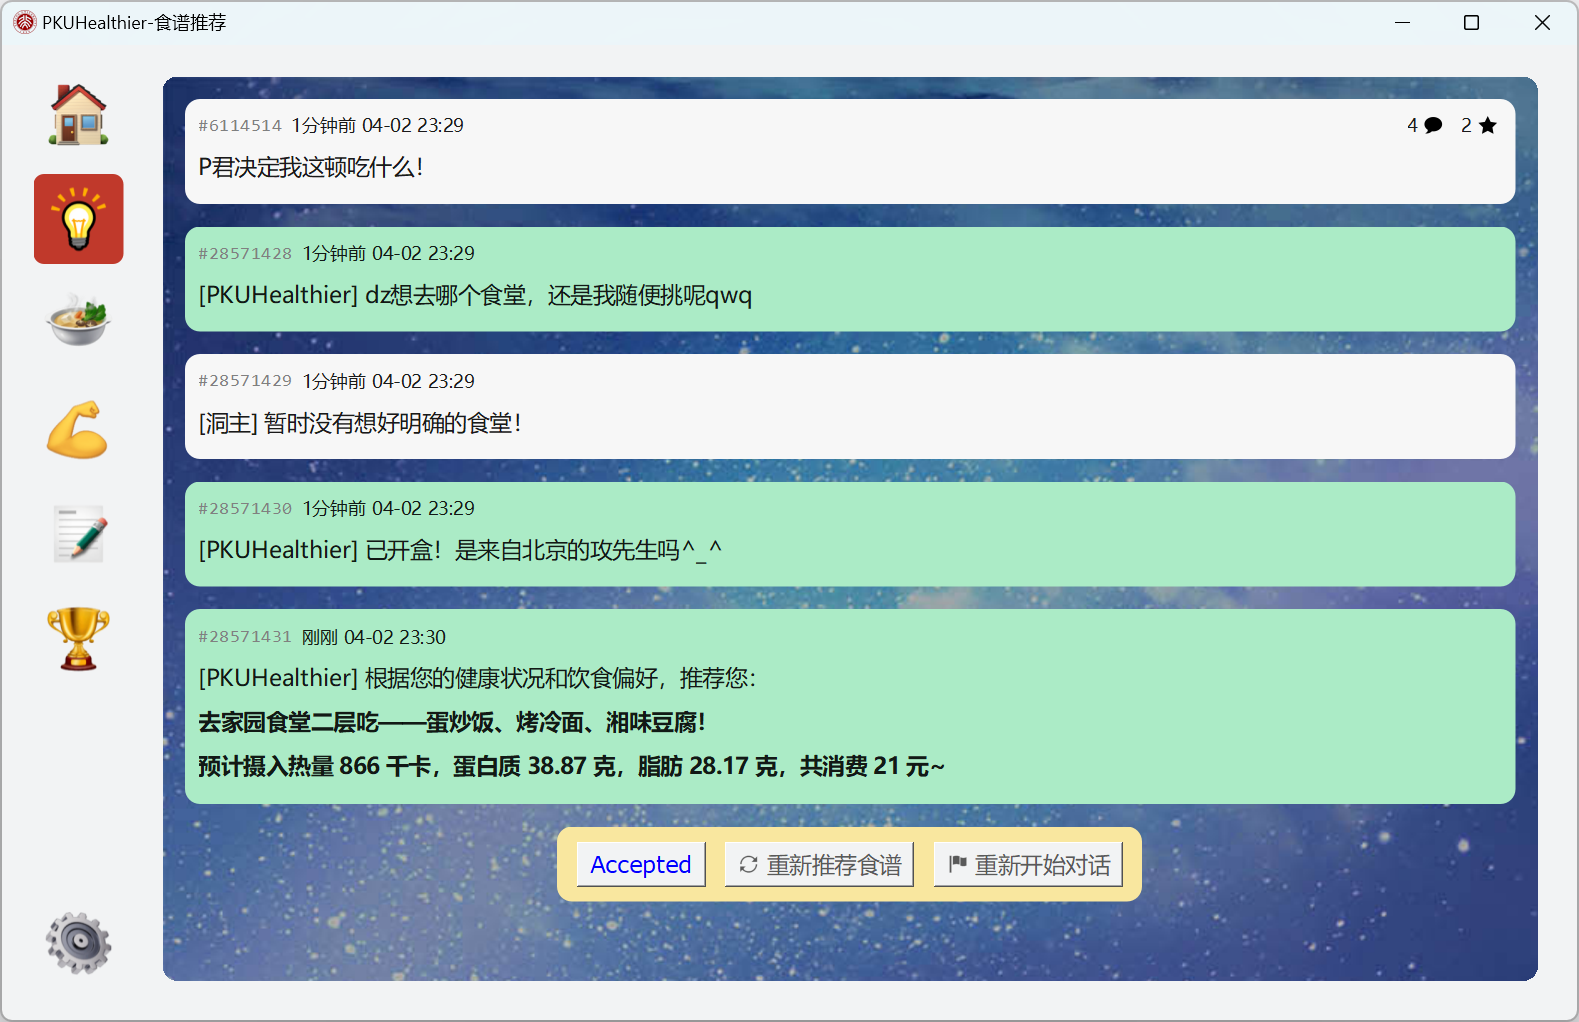 PKUHealthier-食谱推荐
#6114514 1分钟前 04-02 23:29 4 2
P君决定我这顿吃什么！
#28571428 1分钟前 04-02 23:29
[PKUHealthier] dz想去哪个食堂，还是我随便挑呢qwq
#28571429 1分钟前 04-02 23:29
[洞主] 暂时没有想好明确的食堂！
#28571430 1分钟前 04-02 23:29
[PKUHealthier] 已开盒！是来自北京的攻先生吗^_^
#28571431 刚刚 04-02 23:30
[PKUHealthier] 根据您的健康状况和饮食偏好，推荐您：
去家园食堂二层吃——蛋炒饭、烤冷面、湘味豆腐！
预计摄入热量 866 千卡，蛋白质 38.87 克，脂肪 28.17 克，共消费 21 元~
Accepted 重新推荐食谱 重新开始对话